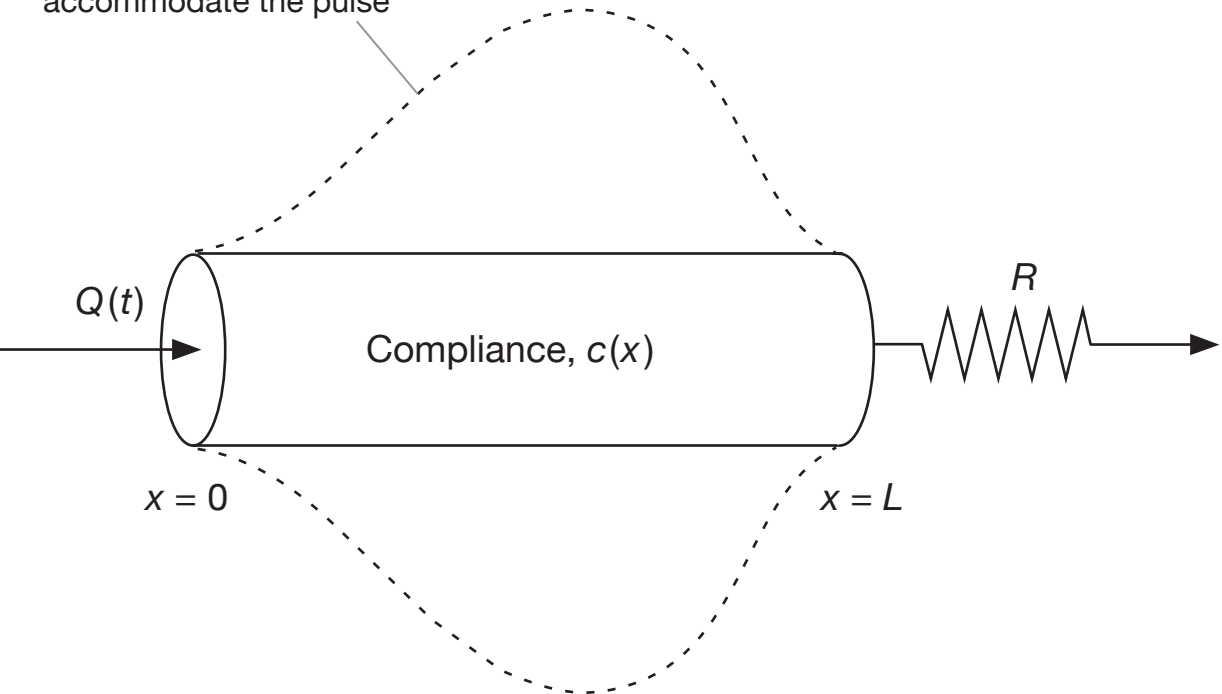 accommodate the pulse
R
Q(t)
Compliance, c(x)
x = 0
x = L